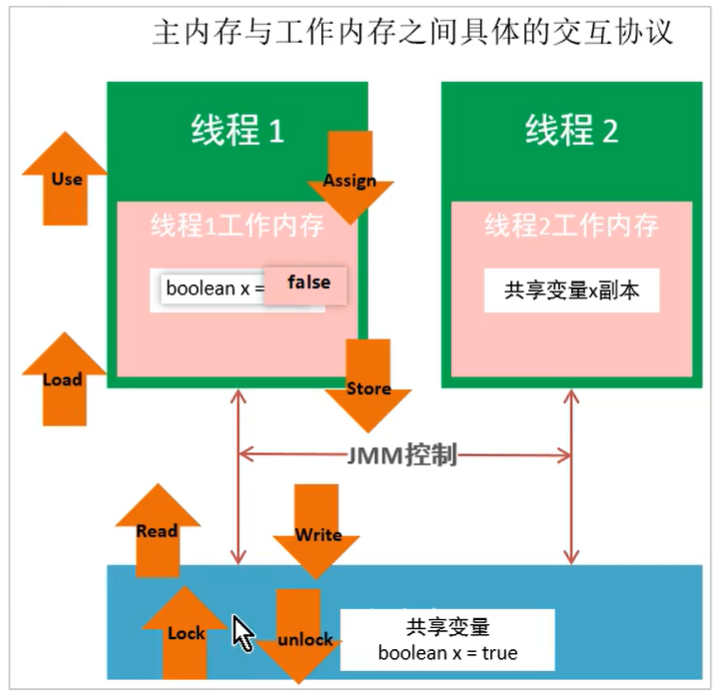 主内存与工作内存之间具体的交互协议
线程 1
线程 2
Use
Assign
线程1工作内存
线程2工作内存
boolean x =
false
共享变量x副本
Load
Store
JMM控制
Read
Write
Lock
unlock
共享变量
boolean x = true